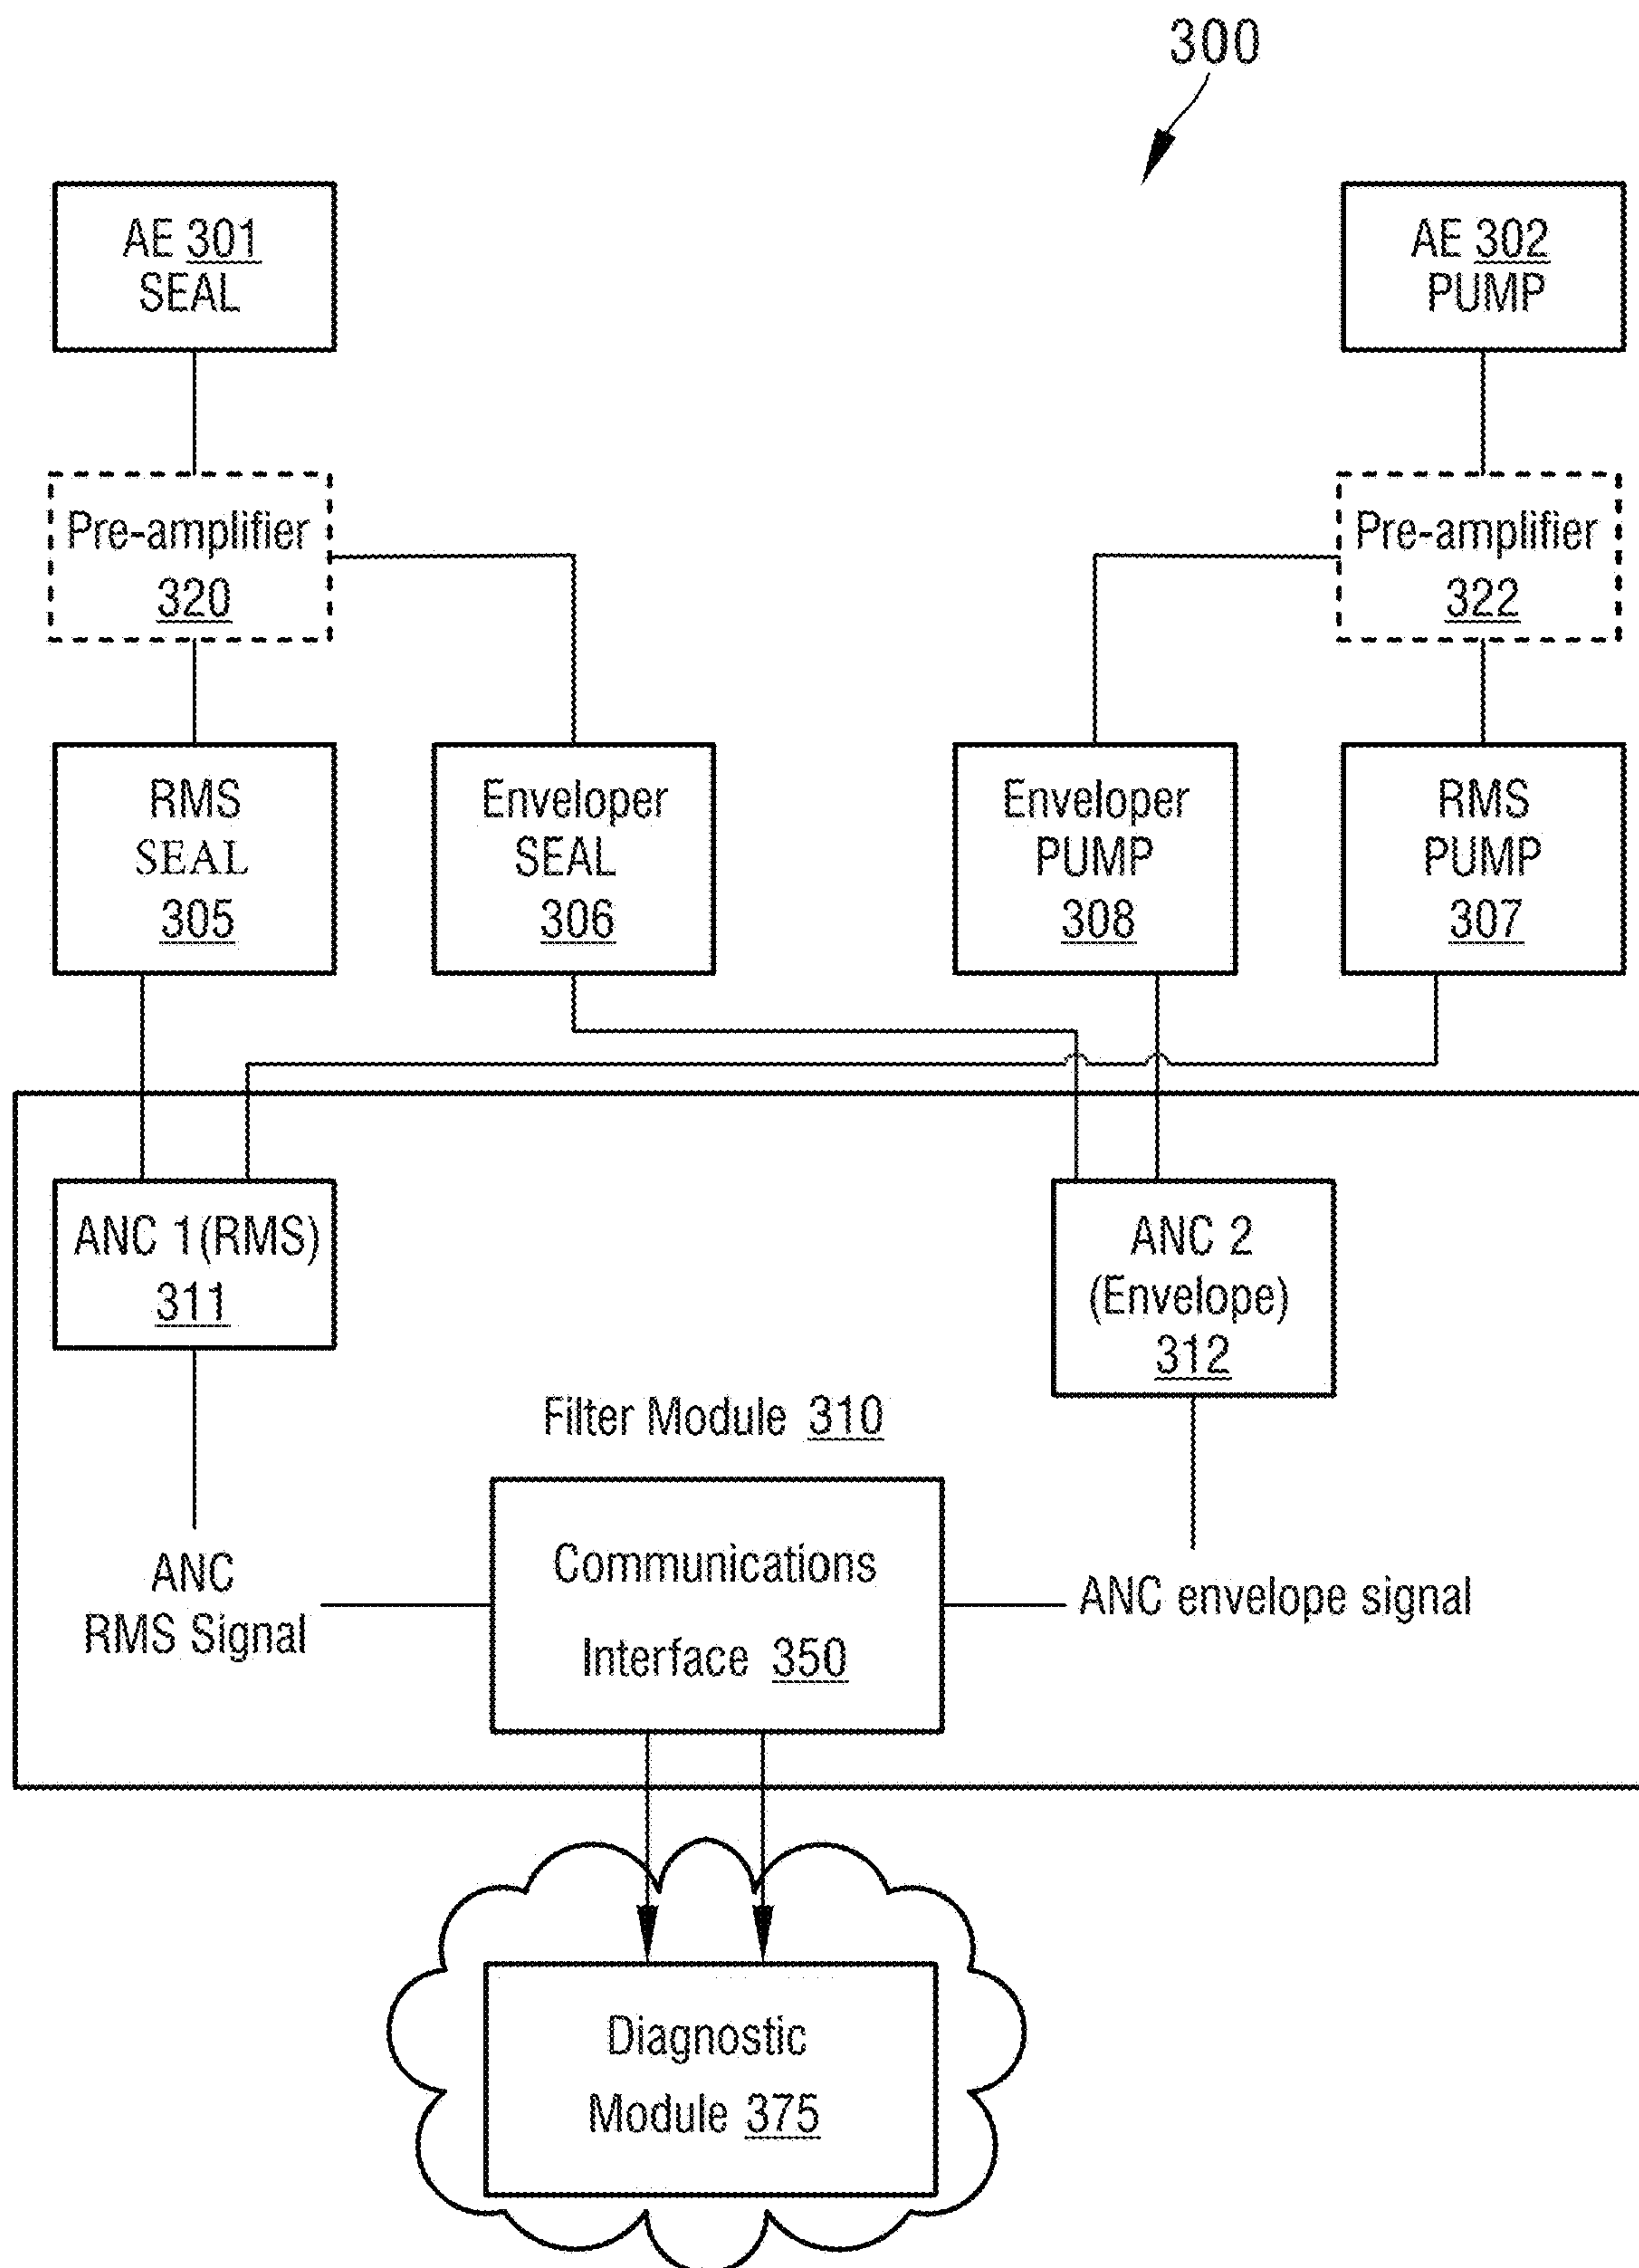 300
AE 301
SEAL
AE 302
PUMP
Pre-amplifier
320
Pre-amplifier
322
RMS
SEAL
305
Enveloper
SEAL
306
Enveloper
PUMP
308
RMS
PUMP
307
ANC 1(RMS)
311
ANC 2
(Envelope)
312
Filter Module 310
ANC
RMS Signal
Communications
Interface 350
ANC envelope signal
Diagnostic
Module 375